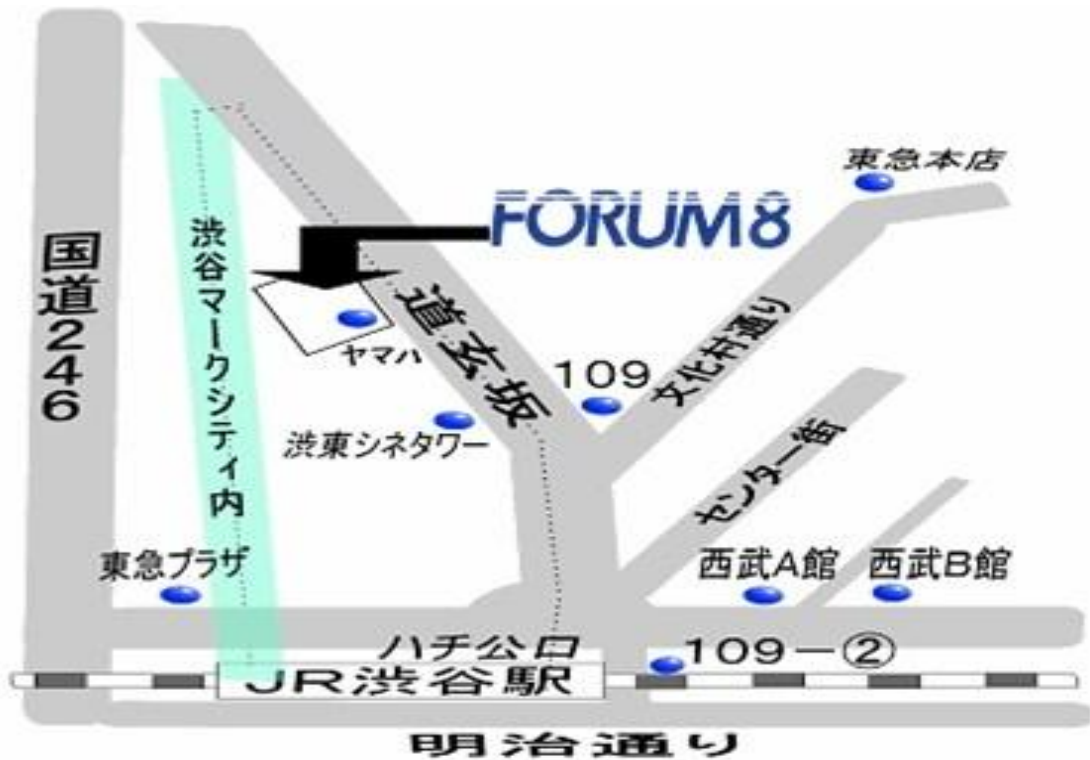 東急本店
FORUM8
国道246
渋谷マークシティ内
道玄坂
文化村通り
ヤマハ
109
渋東シネタワー
センター街
東急プラザ
西武A館
西武B館
ハチ公口
109-②
JR渋谷駅
明治通り